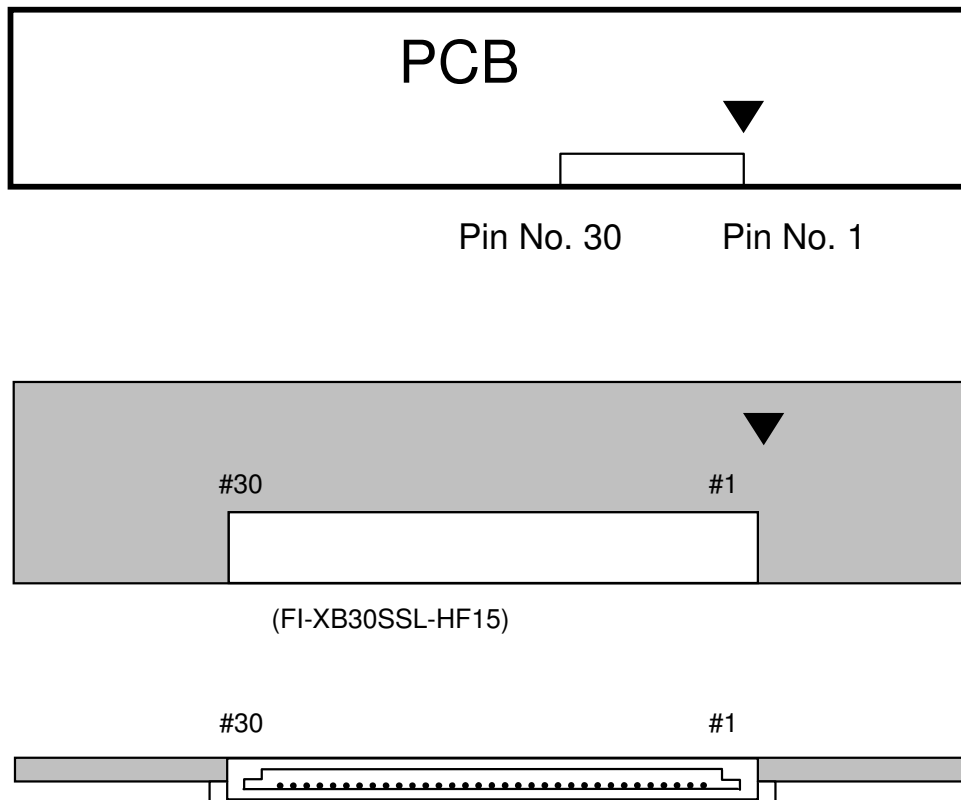 PCB
Pin No. 30 Pin No. 1
#30 #1
(FI-XB30SSL-HF15)
#30 #1